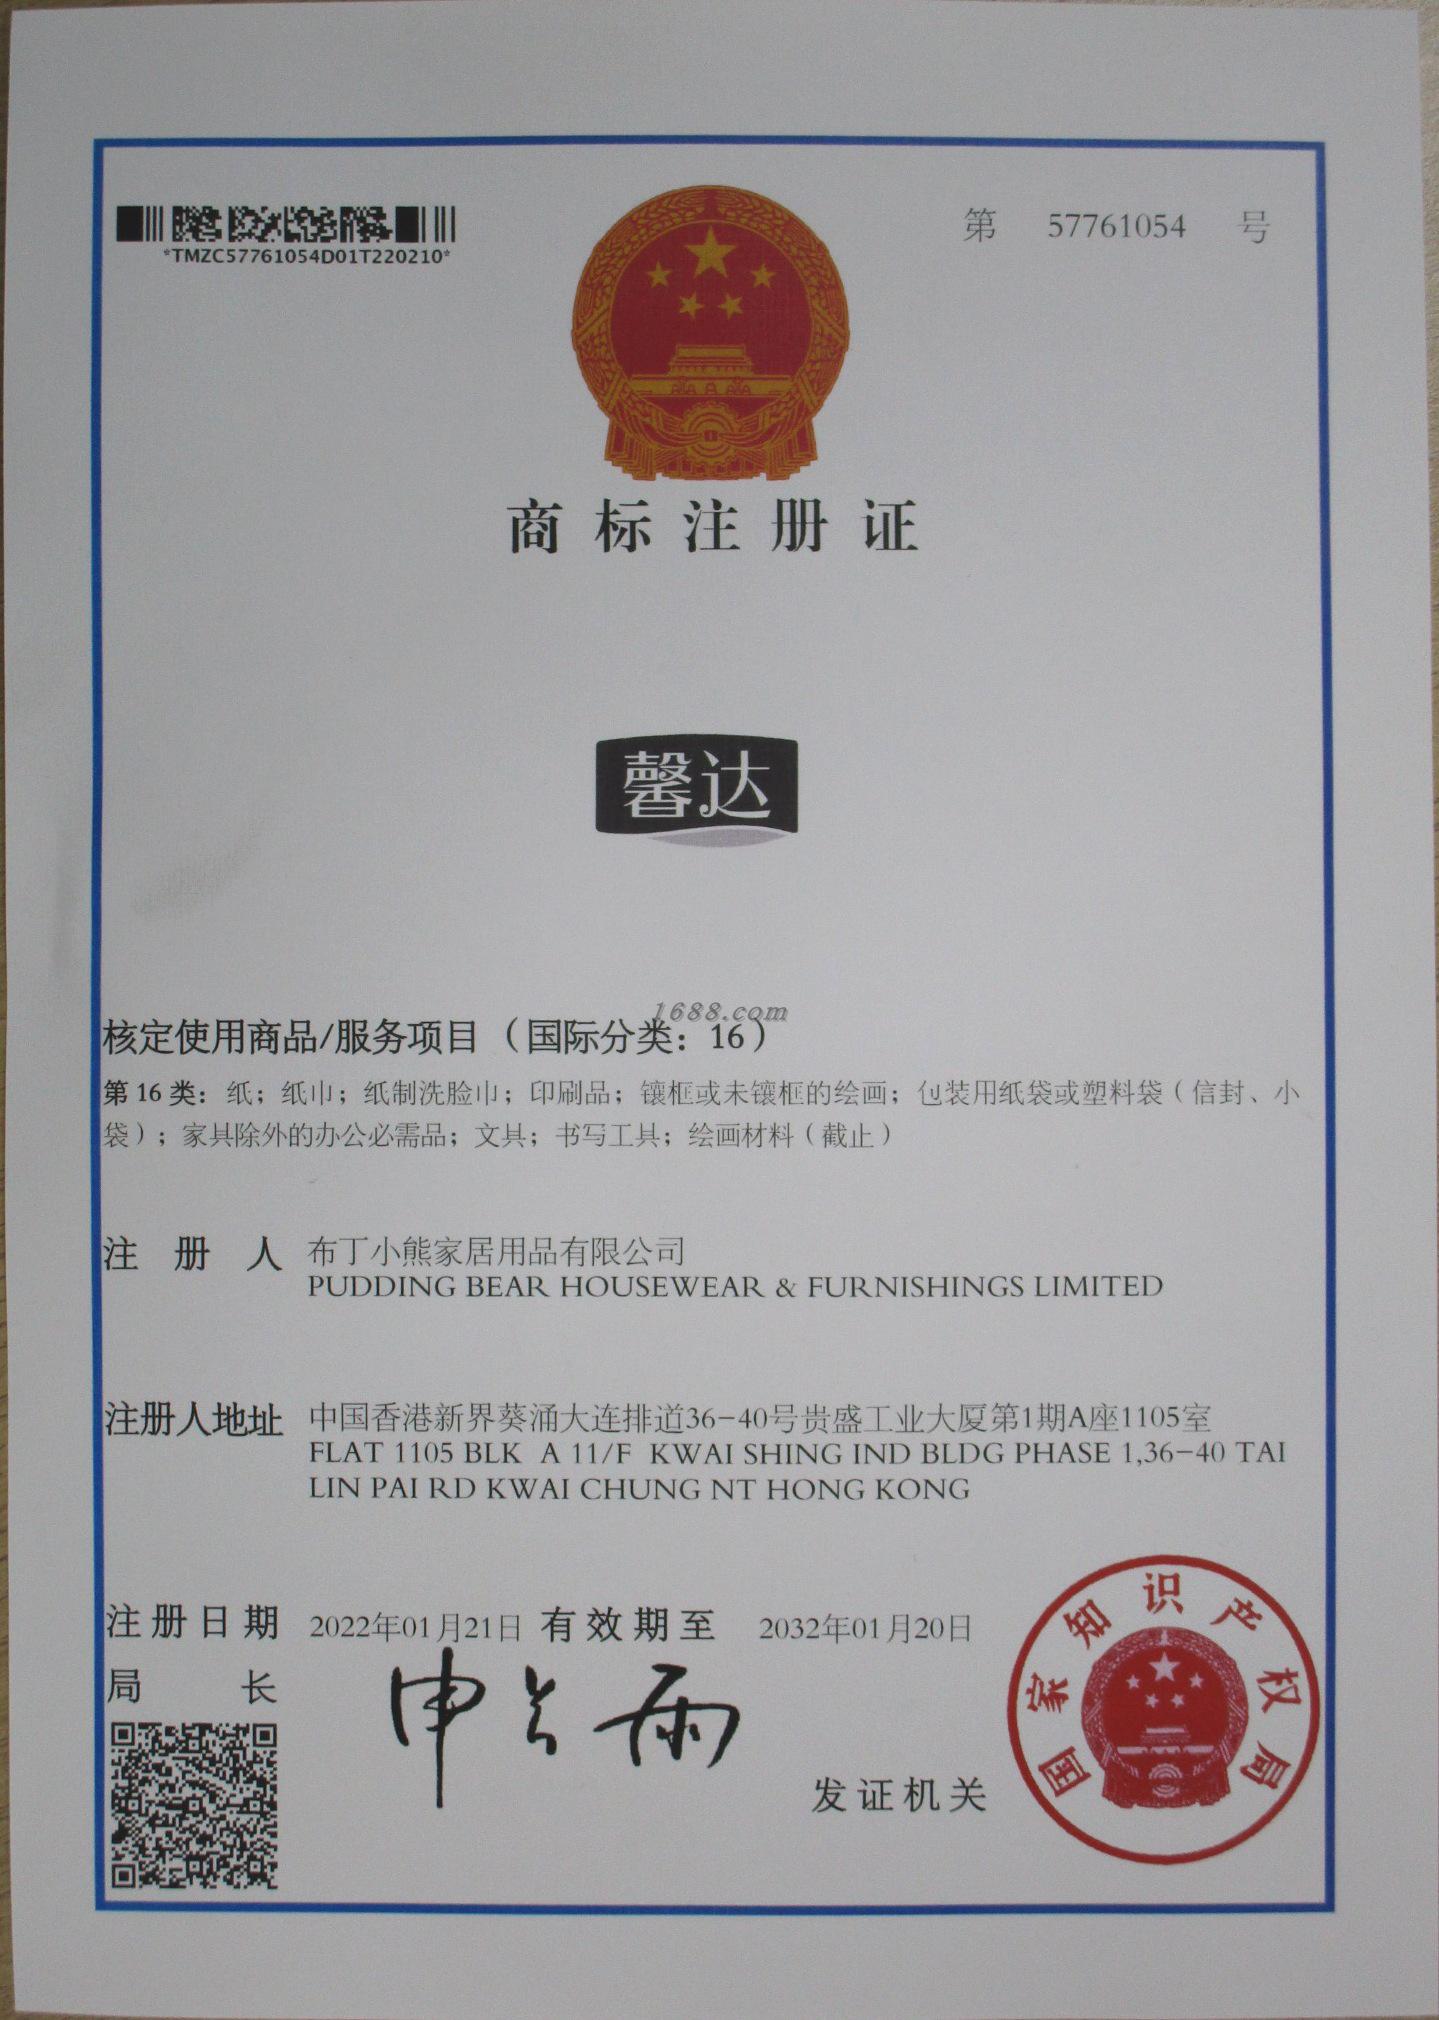 *TMZC57761054D01T220210*
第 57761054 号
商标注册证
馨达
1688.com
核定使用商品/服务项目（国际分类：16）
第 16 类：纸；纸巾；纸制洗脸巾；印刷品；镶框或未镶框的绘画；包装用纸袋或塑料袋（信封、小
袋）；家具除外的办公必需品；文具；书写工具；绘画材料（截止）
注册人 布丁小熊家居用品有限公司
PUDDING BEAR HOUSEWEAR & FURNISHINGS LIMITED
注册人地址 中国香港新界葵涌大连排道36-40号贵盛工业大厦第1期A座1105室
FLAT 1105 BLK A 11/F KWAI SHING IND BLDG PHASE 1,36-40 TAI
LIN PAI RD KWAI CHUNG NT HONG KONG
注册日期 2022年01月21日 有效期至 2032年01月20日
局长 申长雨
发证机关
国家知识产权局